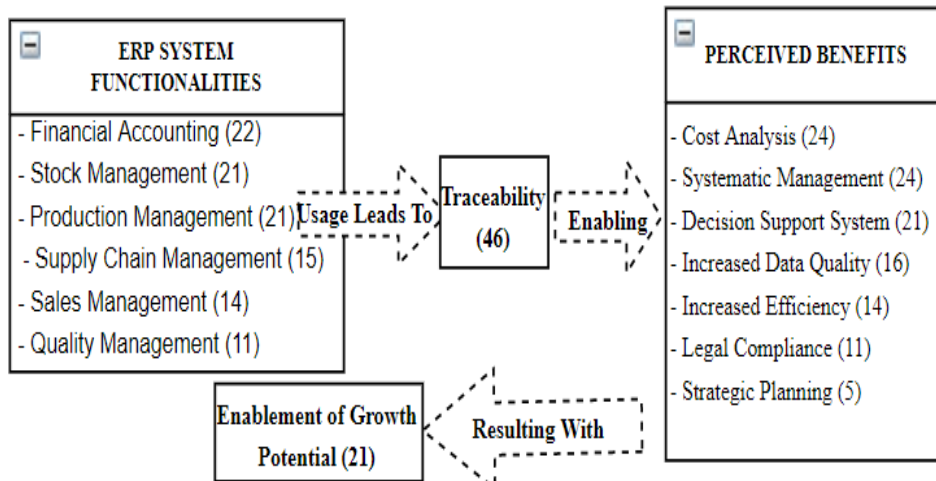 ERP SYSTEM
FUNCTIONALITIES
- Financial Accounting (22)
- Stock Management (21)
- Production Management (21)
- Supply Chain Management (15)
- Sales Management (14)
- Quality Management (11)
Usage Leads To
Traceability
(46)
Enabling
PERCEIVED BENEFITS
- Cost Analysis (24)
- Systematic Management (24)
- Decision Support System (21)
- Increased Data Quality (16)
- Increased Efficiency (14)
- Legal Compliance (11)
- Strategic Planning (5)
Resulting With
Enablement of Growth
Potential (21)